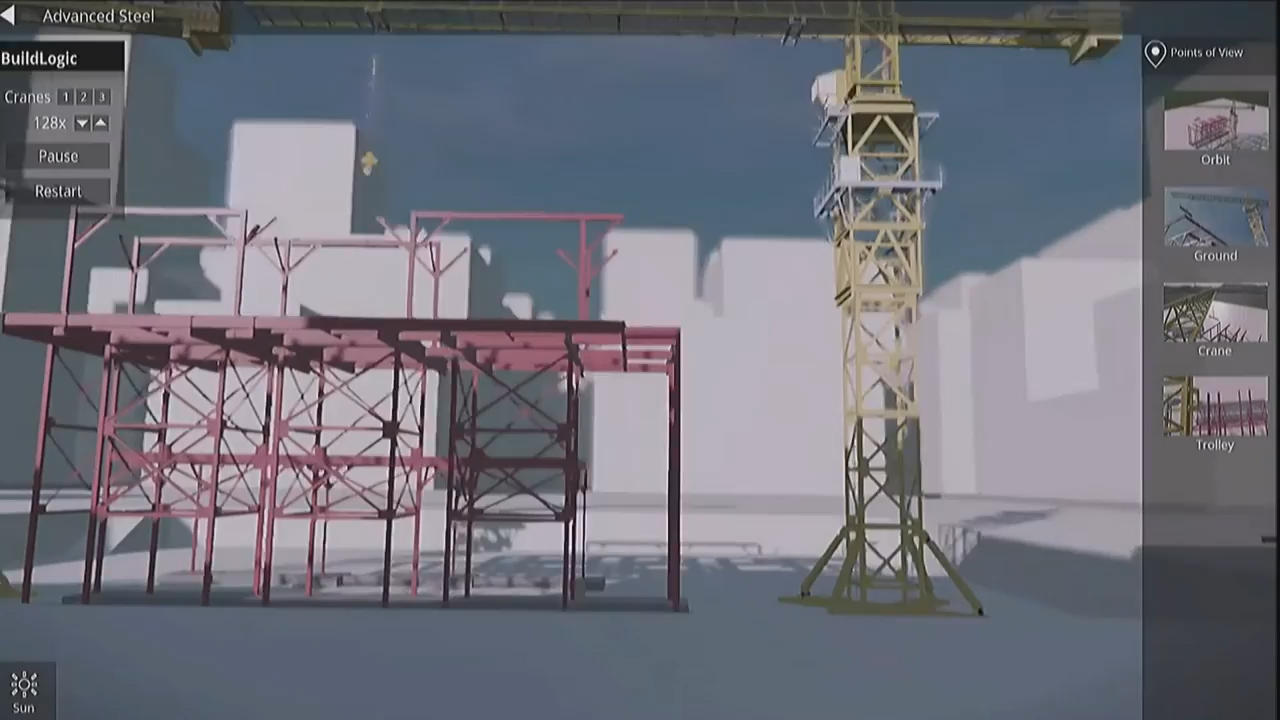 Advanced Steel
BuildLogic
Cranes 1 2 3
128x
Pause
Restart
Points of View
Orbit
Ground
Crane
Trolley
Sun